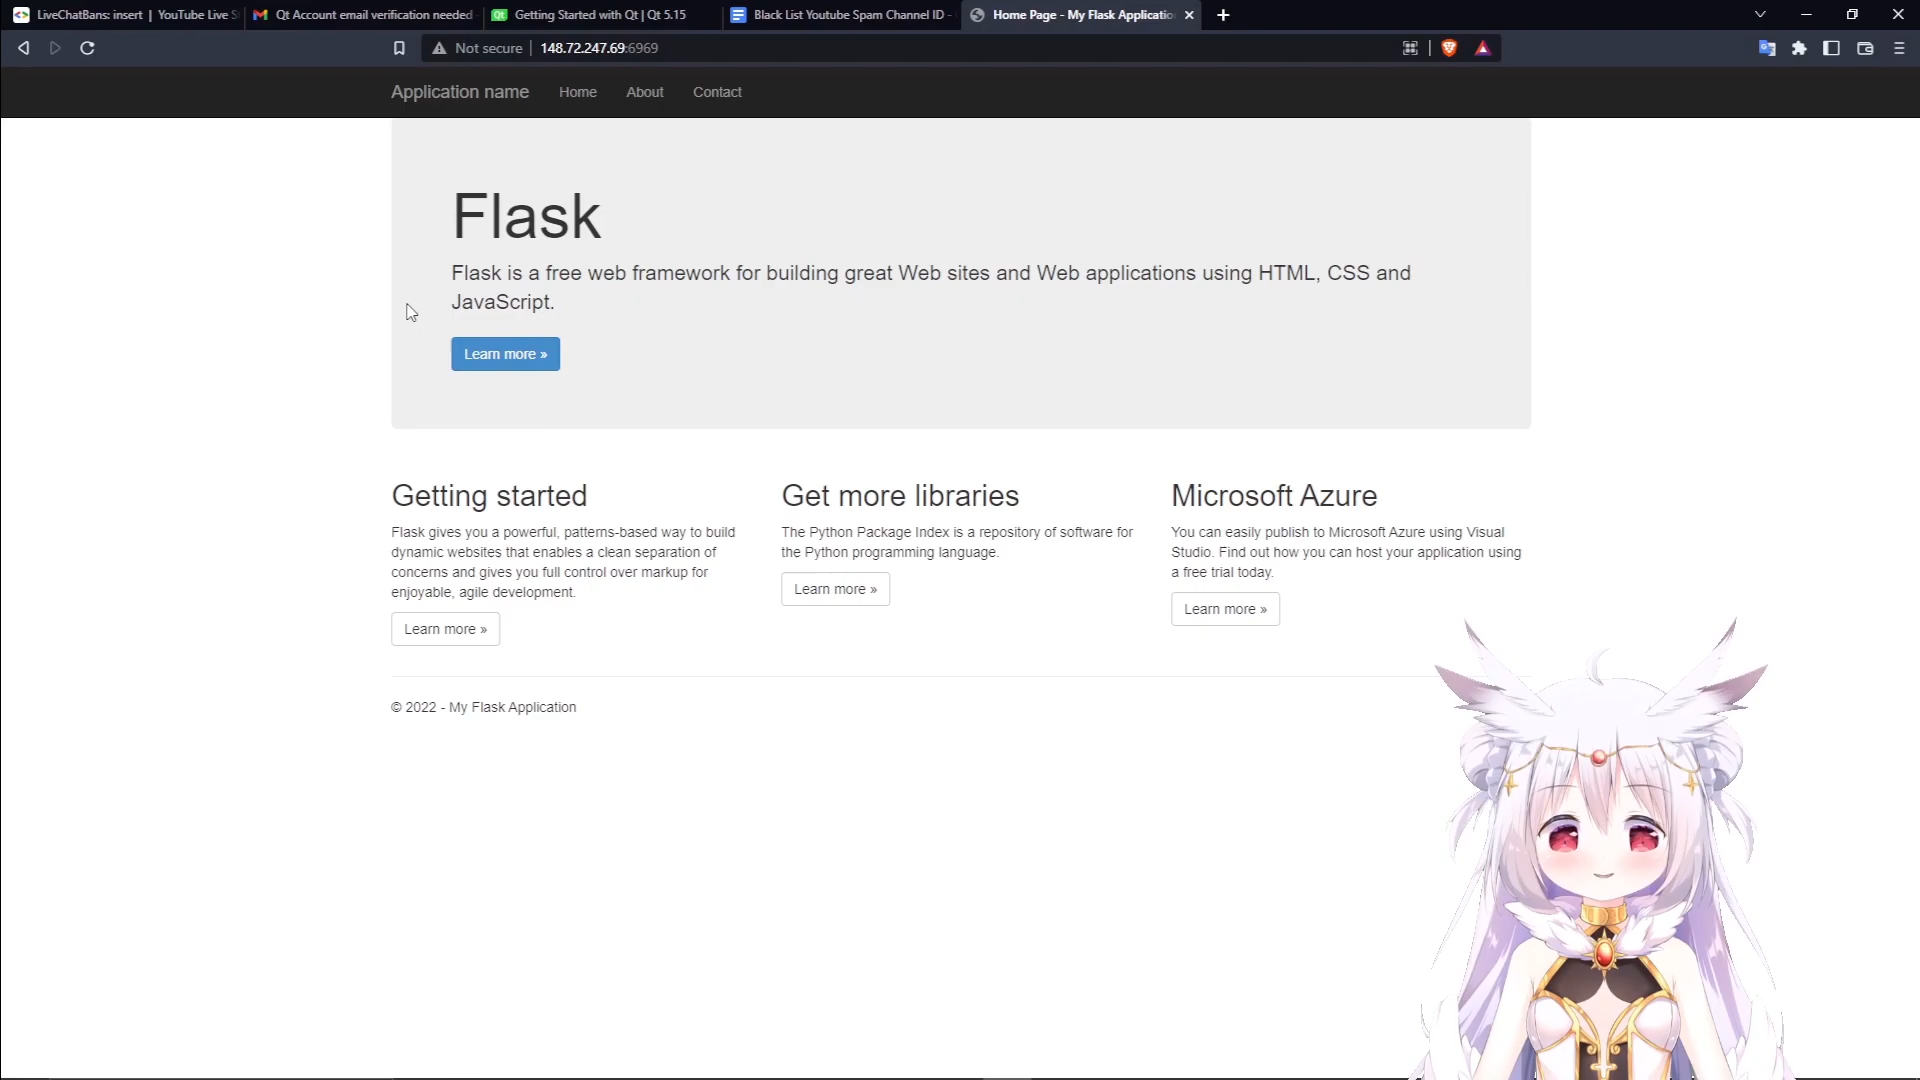 LiveChatBans: insert | YouTube Live S
Qt Account email verification needed
Getting Started with Qt | Qt 5.15
Black List Youtube Spam Channel ID -
Home Page - My Flask Applicatio
Not secure
148.72.247.69:6969
Application name
Home
About
Contact
Flask
Flask is a free web framework for building great Web sites and Web applications using HTML, CSS and
JavaScript.
Learn more »
Getting started
Flask gives you a powerful, patterns-based way to build
dynamic websites that enables a clean separation of
concerns and gives you full control over markup for
enjoyable, agile development.
Learn more »
Get more libraries
The Python Package Index is a repository of software for
the Python programming language.
Learn more »
Microsoft Azure
You can easily publish to Microsoft Azure using Visual
Studio. Find out how you can host your application using
a free trial today.
Learn more »
© 2022 - My Flask Application